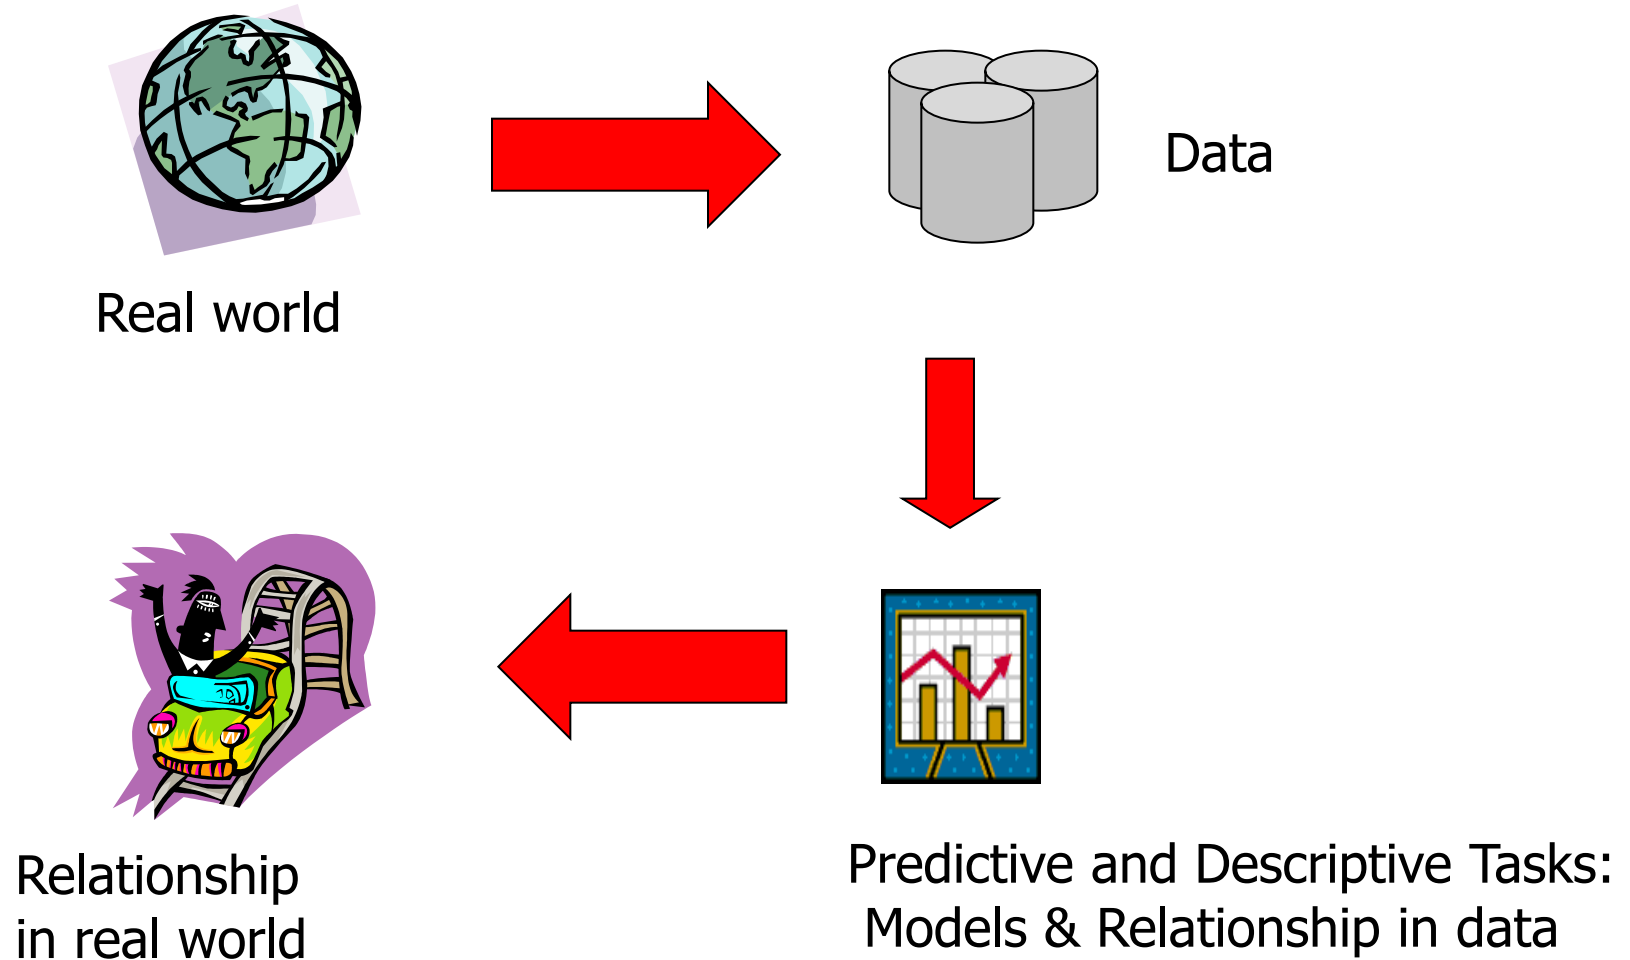 Data
Real world
Predictive and Descriptive Tasks:
Models & Relationship in data
Relationship
in real world